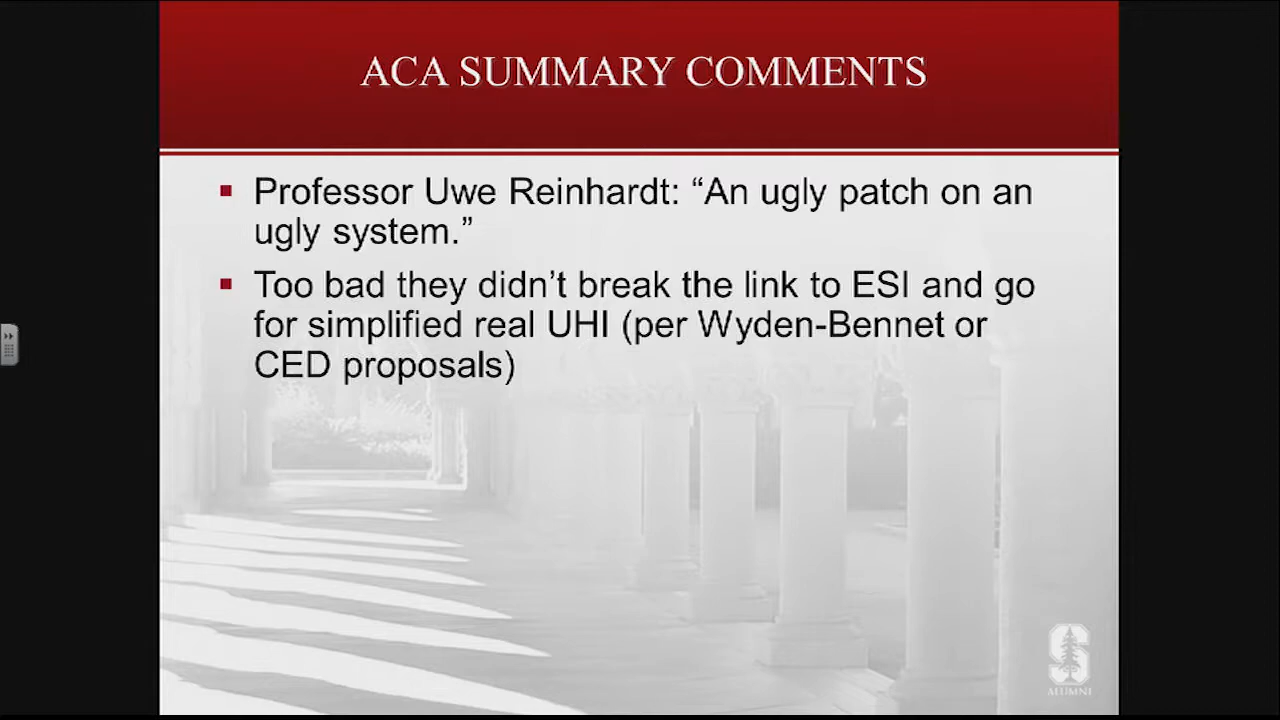 ACA SUMMARY COMMENTS
Professor Uwe Reinhardt: “An ugly patch on an
ugly system.”
Too bad they didn’t break the link to ESI and go
for simplified real UHI (per Wyden-Bennet or
CED proposals)
S
ALUMNI